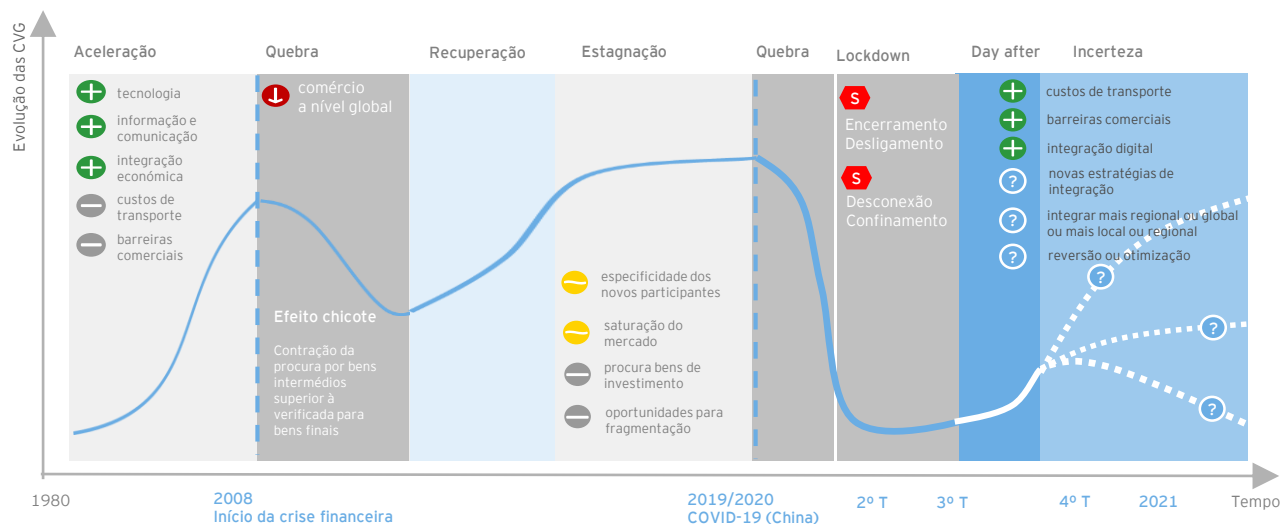 Evolução das CVG
Aceleração
Quebra
Recuperação
Estagnação
Quebra
Lockdown
Day after
Incerteza
tecnologia
informação e
comunicação
integração
económica
custos de
transporte
barreiras
comerciais
comércio
a nível global
Efeito chicote
Contração da
procura por bens
intermédios
superior à
verificada para
bens finais
especificidade dos
novos participantes
saturação do
mercado
procura bens de
investimento
oportunidades para
fragmentação
S
Encerramento
Desligamento
S
Desconexão
Confinamento
custos de transporte
barreiras comerciais
integração digital
?
novas estratégias de
integração
?
integrar mais regional ou global
ou mais local ou regional
?
reversão ou otimização
?
?
?
1980
2008
Início da crise financeira
2019/2020
COVID-19 (China)
2º T
3º T
4º T
2021
Tempo